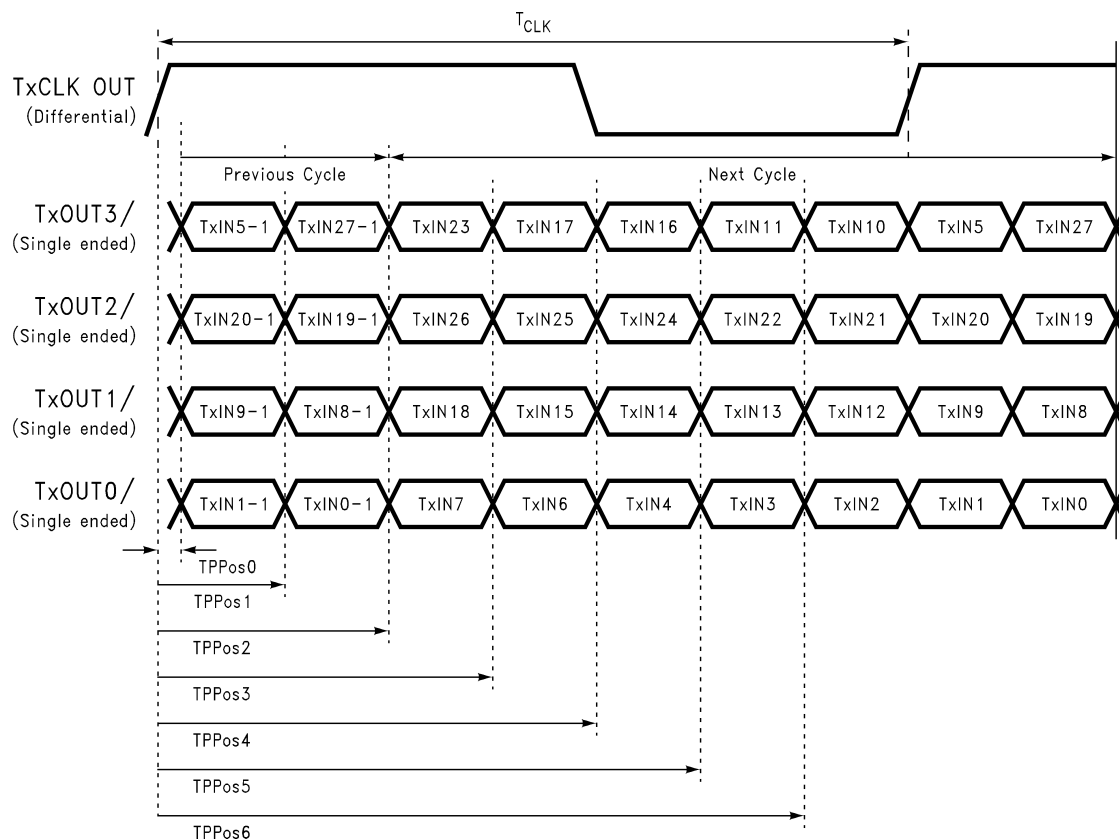 TCLK
TxCLK OUT
(Differential)
Previous Cycle Next Cycle
TxOUT3/
(Single ended)
TxIN5-1 TxIN27-1 TxIN23 TxIN17 TxIN16 TxIN11 TxIN10 TxIN5 TxIN27
TxOUT2/
(Single ended)
TxIN20-1 TxIN19-1 TxIN26 TxIN25 TxIN24 TxIN22 TxIN21 TxIN20 TxIN19
TxOUT1/
(Single ended)
TxIN9-1 TxIN8-1 TxIN18 TxIN15 TxIN14 TxIN13 TxIN12 TxIN9 TxIN8
TxOUT0/
(Single ended)
TxIN1-1 TxIN0-1 TxIN7 TxIN6 TxIN4 TxIN3 TxIN2 TxIN1 TxIN0
TPPos0
TPPos1
TPPos2
TPPos3
TPPos4
TPPos5
TPPos6